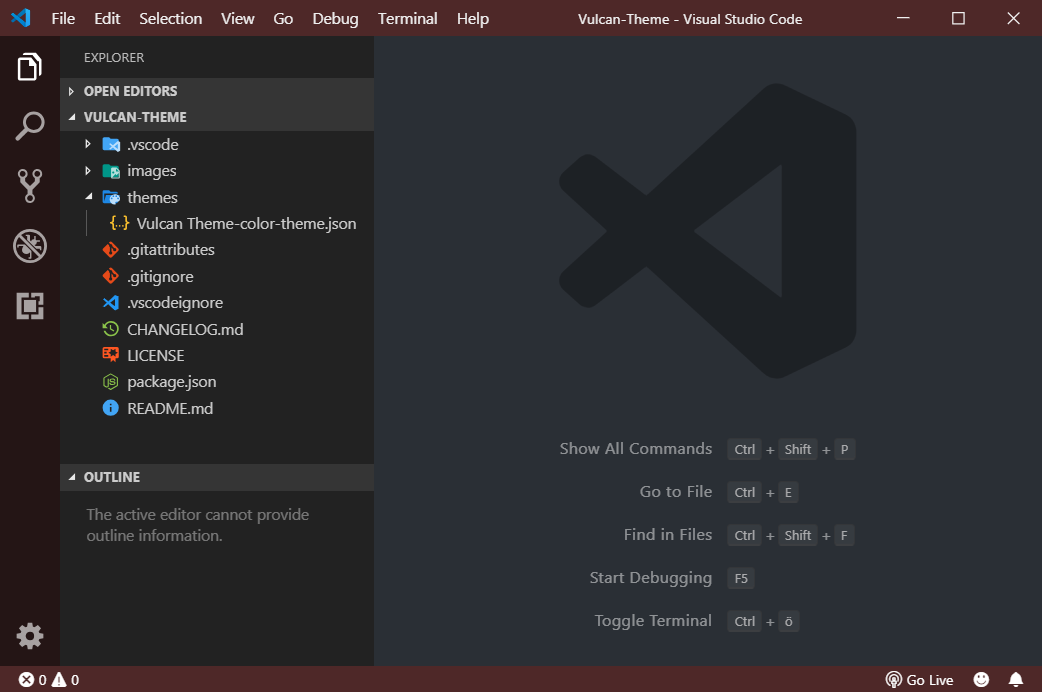 File Edit Selection View Go Debug Terminal Help Vulcan-Theme - Visual Studio Code
EXPLORER
OPEN EDITORS
VULCAN-THEME
.vscode
images
themes
{..} Vulcan Theme-color-theme.json
.gitattributes
.gitignore
.vscodeignore
CHANGELOG.md
LICENSE
package.json
README.md
OUTLINE
The active editor cannot provide
outline information.
Show All Commands Ctrl + Shift + P
Go to File Ctrl + E
Find in Files Ctrl + Shift + F
Start Debugging F5
Toggle Terminal Ctrl + ö
0 0 Go Live